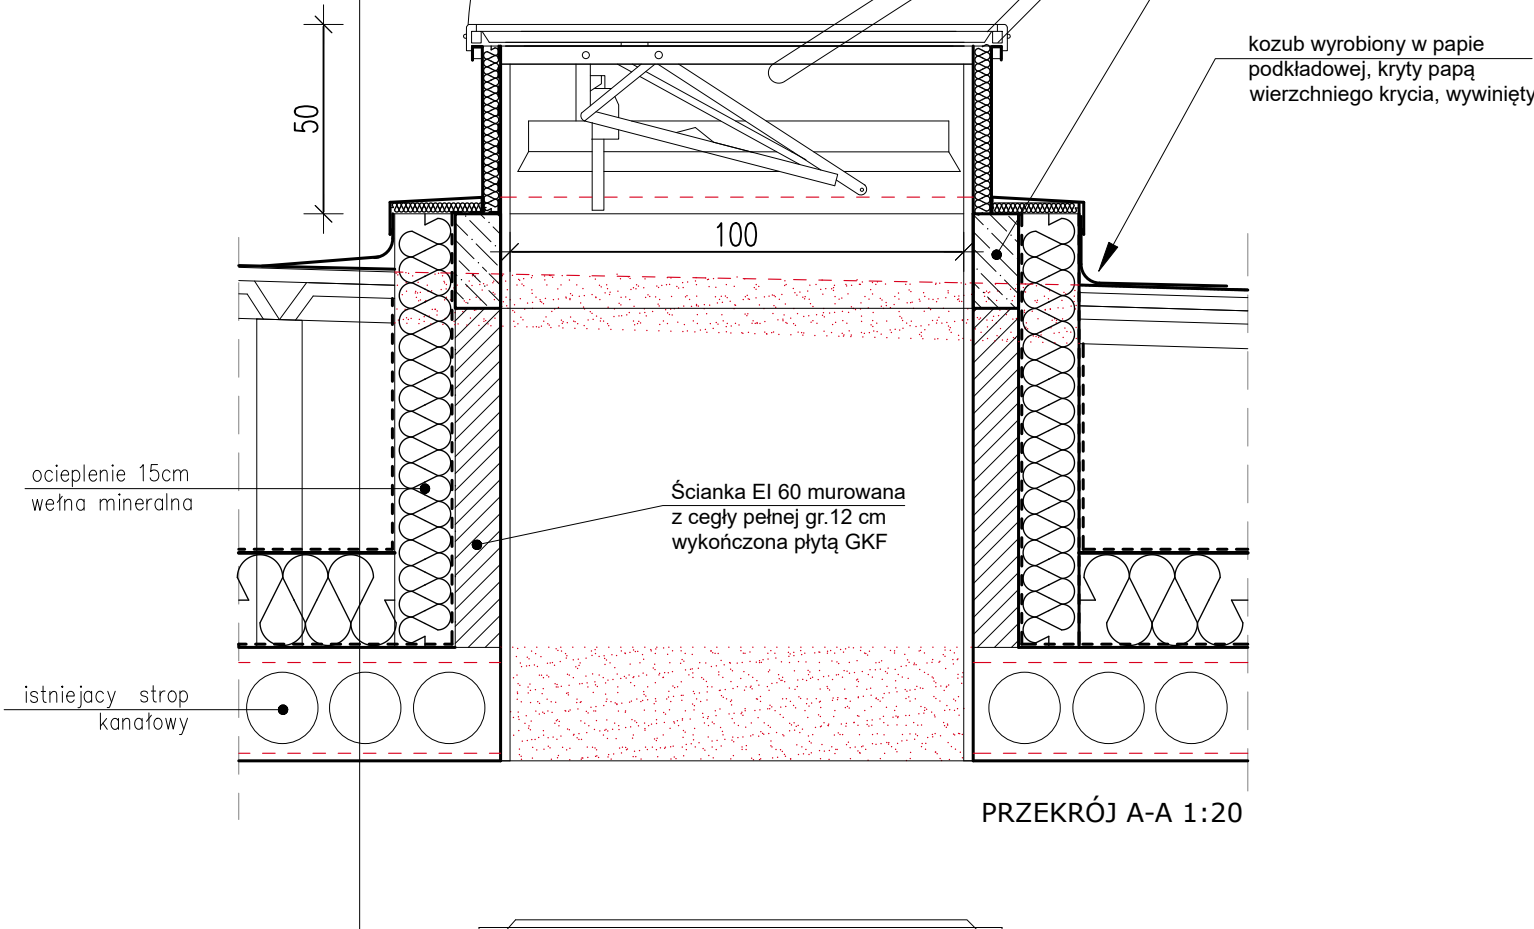 50
kozub wyrobiony w papie
podkładowej, kryty papą
wierzchniego krycia, wywinięty
100
ocieplenie 15cm
wełna mineralna
Ścianka EI 60 murowana
z cegły pełnej gr.12 cm
wykończona płytą GKF
istniejacy strop
kanałowy
PRZEKRÓJ A-A 1:20